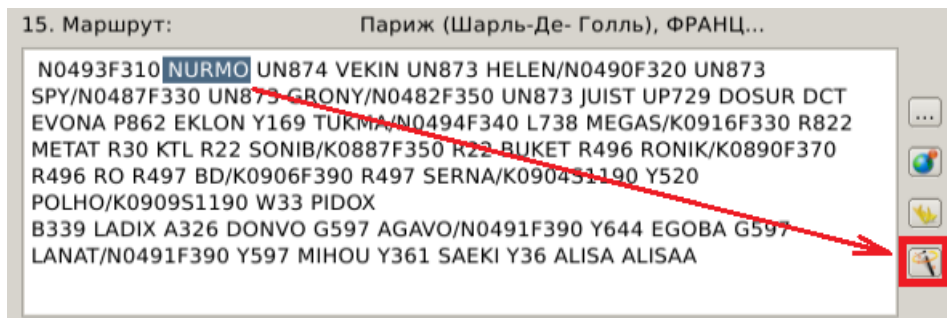 15. Маршрут: Париж (Шарль-Де- Голль), ФРАНЦ...
N0493F310 NURMO UN874 VEKIN UN873 HELEN/N0490F320 UN873
SPY/N0487F330 UN873 GRONY/N0482F350 UN873 JUIST UP729 DOSUR DCT
EVONA P862 EKLON Y169 TUKMA/N0494F340 L738 MEGAS/K0916F330 R822
METAT R30 KTL R22 SONIB/K0887F350 R22 BUKET R496 RONIK/K0890F370
R496 RO R497 BD/K0906F390 R497 SERNA/K0904S1190 Y520
POLHO/K0909S1190 W33 PIDOX
B339 LADIX A326 DONVO G597 AGAVO/N0491F390 Y644 EGOBA G597
LANAT/N0491F390 Y597 MIHOU Y361 SAEKI Y36 ALISA ALISAA
...